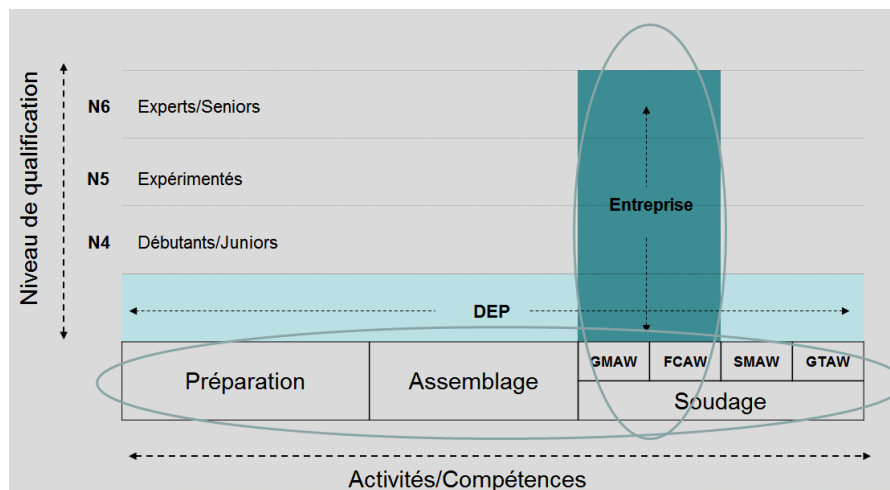 Niveau de qualification
N6 Experts/Seniors
N5 Expérimentés
Entreprise
N4 Débutants/Juniors
DEP
Préparation
Assemblage
GMAW FCAW SMAW GTAW
Soudage
Activités/Compétences